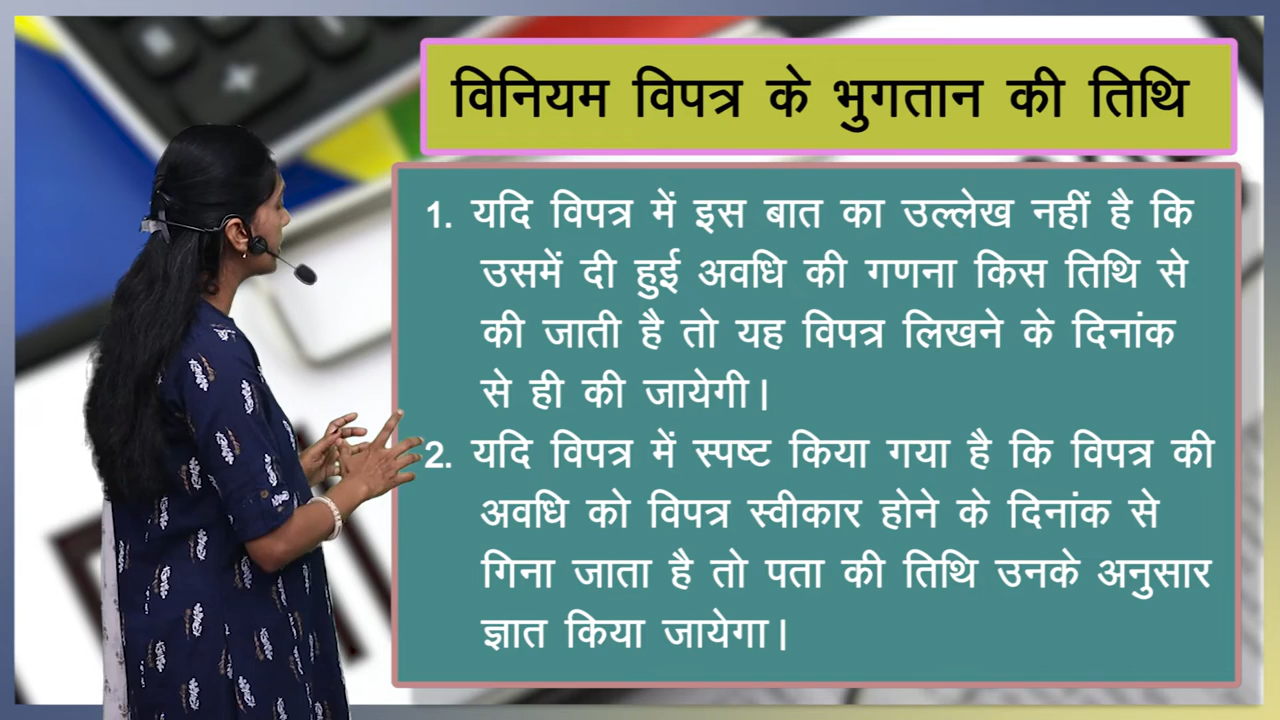 विनियम विपत्र के भुगतान की तिथि
1. यदि विपत्र में इस बात का उल्लेख नहीं है कि
उसमें दी हुई अवधि की गणना किस तिथि से
की जाती है तो यह विपत्र लिखने के दिनांक
से ही की जायेगी।
2. यदि विपत्र में स्पष्ट किया गया है कि विपत्र की
अवधि को विपत्र स्वीकार होने के दिनांक से
गिना जाता है तो पता की तिथि उनके अनुसार
ज्ञात किया जायेगा।